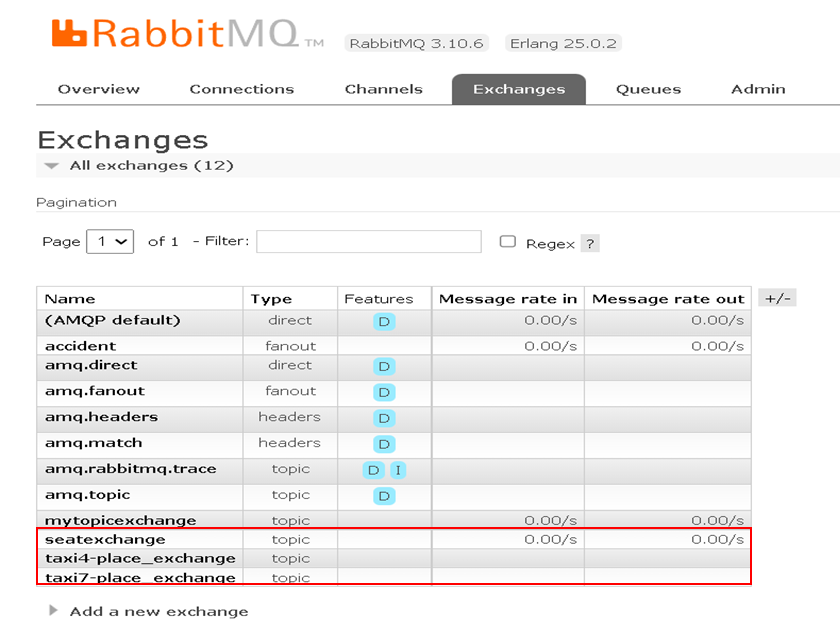 RabbitMQ TM RabbitMQ 3.10.6 Erlang 25.0.2
Overview Connections Channels Exchanges Queues Admin
Exchanges
All exchanges (12)
Pagination
Page 1 of 1 - Filter: Regex ?
Name Type Features Message rate in Message rate out +/-
(AMQP default) direct D 0.00/s 0.00/s
accident fanout 0.00/s 0.00/s
amq.direct direct D
amq.fanout fanout D
amq.headers headers D
amq.match headers D
amq.rabbitmq.trace topic D I
amq.topic topic D
mytopicexchange topic 0.00/s 0.00/s
seatexchange topic 0.00/s 0.00/s
taxi4-place_exchange topic
taxi7-place_exchange topic
Add a new exchange